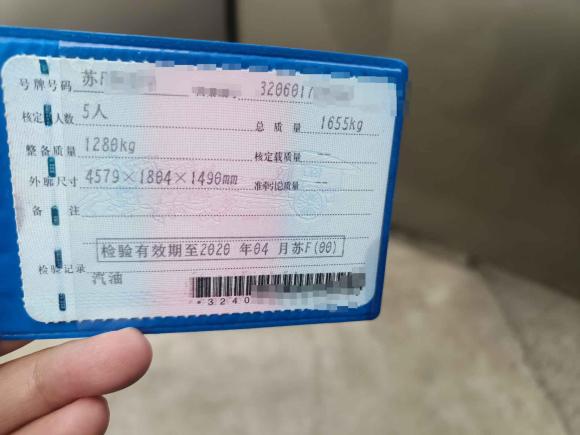 号牌号码 苏F 3206017
核定 人数 5人 总质量 1655kg
整备质量 1280kg 核定载质量 --
外廓尺寸 4579×1804×1490mm 准牵引总质量 --
备注
检验有效期至2020年04月苏F(00)
检验记录
汽油
*3240